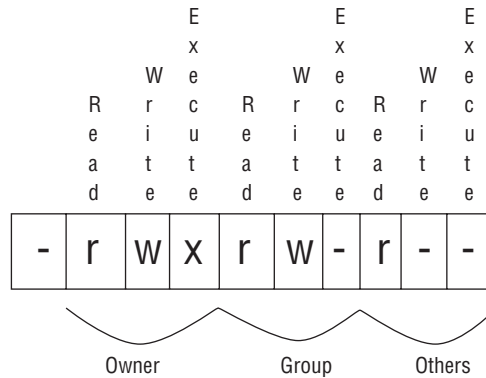 Read Write Execute Read Write Execute Read Write Execute
- r w x r w - r - -
Owner Group Others